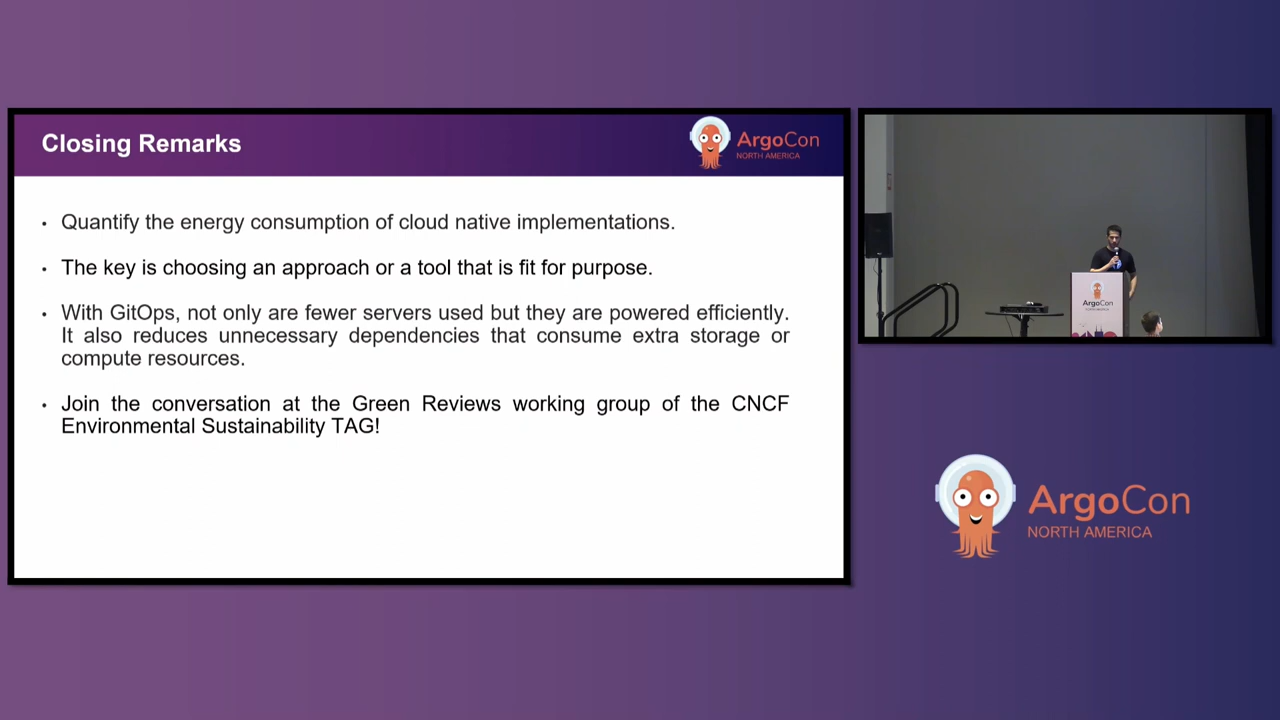 Closing Remarks
ArgoCon
NORTH AMERICA
• Quantify the energy consumption of cloud native implementations.
• The key is choosing an approach or a tool that is fit for purpose.
• With GitOps, not only are fewer servers used but they are powered efficiently.
It also reduces unnecessary dependencies that consume extra storage or
compute resources.
• Join the conversation at the Green Reviews working group of the CNCF
Environmental Sustainability TAG!
ArgoCon
ArgoCon
NORTH AMERICA